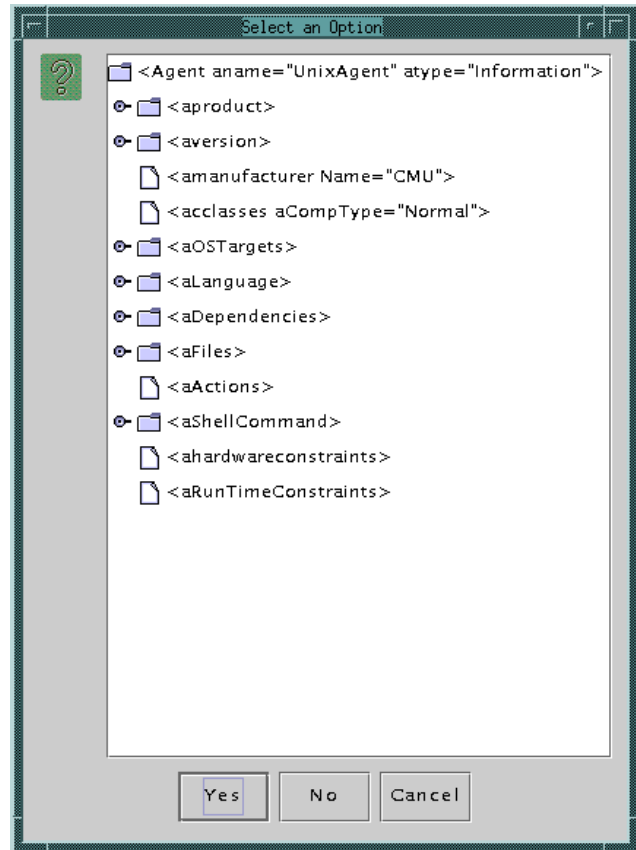 Select an Option
<Agent aname="UnixAgent" atype="Information">
<aproduct>
<aversion>
<amanufacturer Name="CMU">
<acclasses aCompType="Normal">
<aOSTargets>
<aLanguage>
<aDependencies>
<aFiles>
<aActions>
<aShellCommand>
<ahardwareconstraints>
<aRunTimeConstraints>
Yes No Cancel